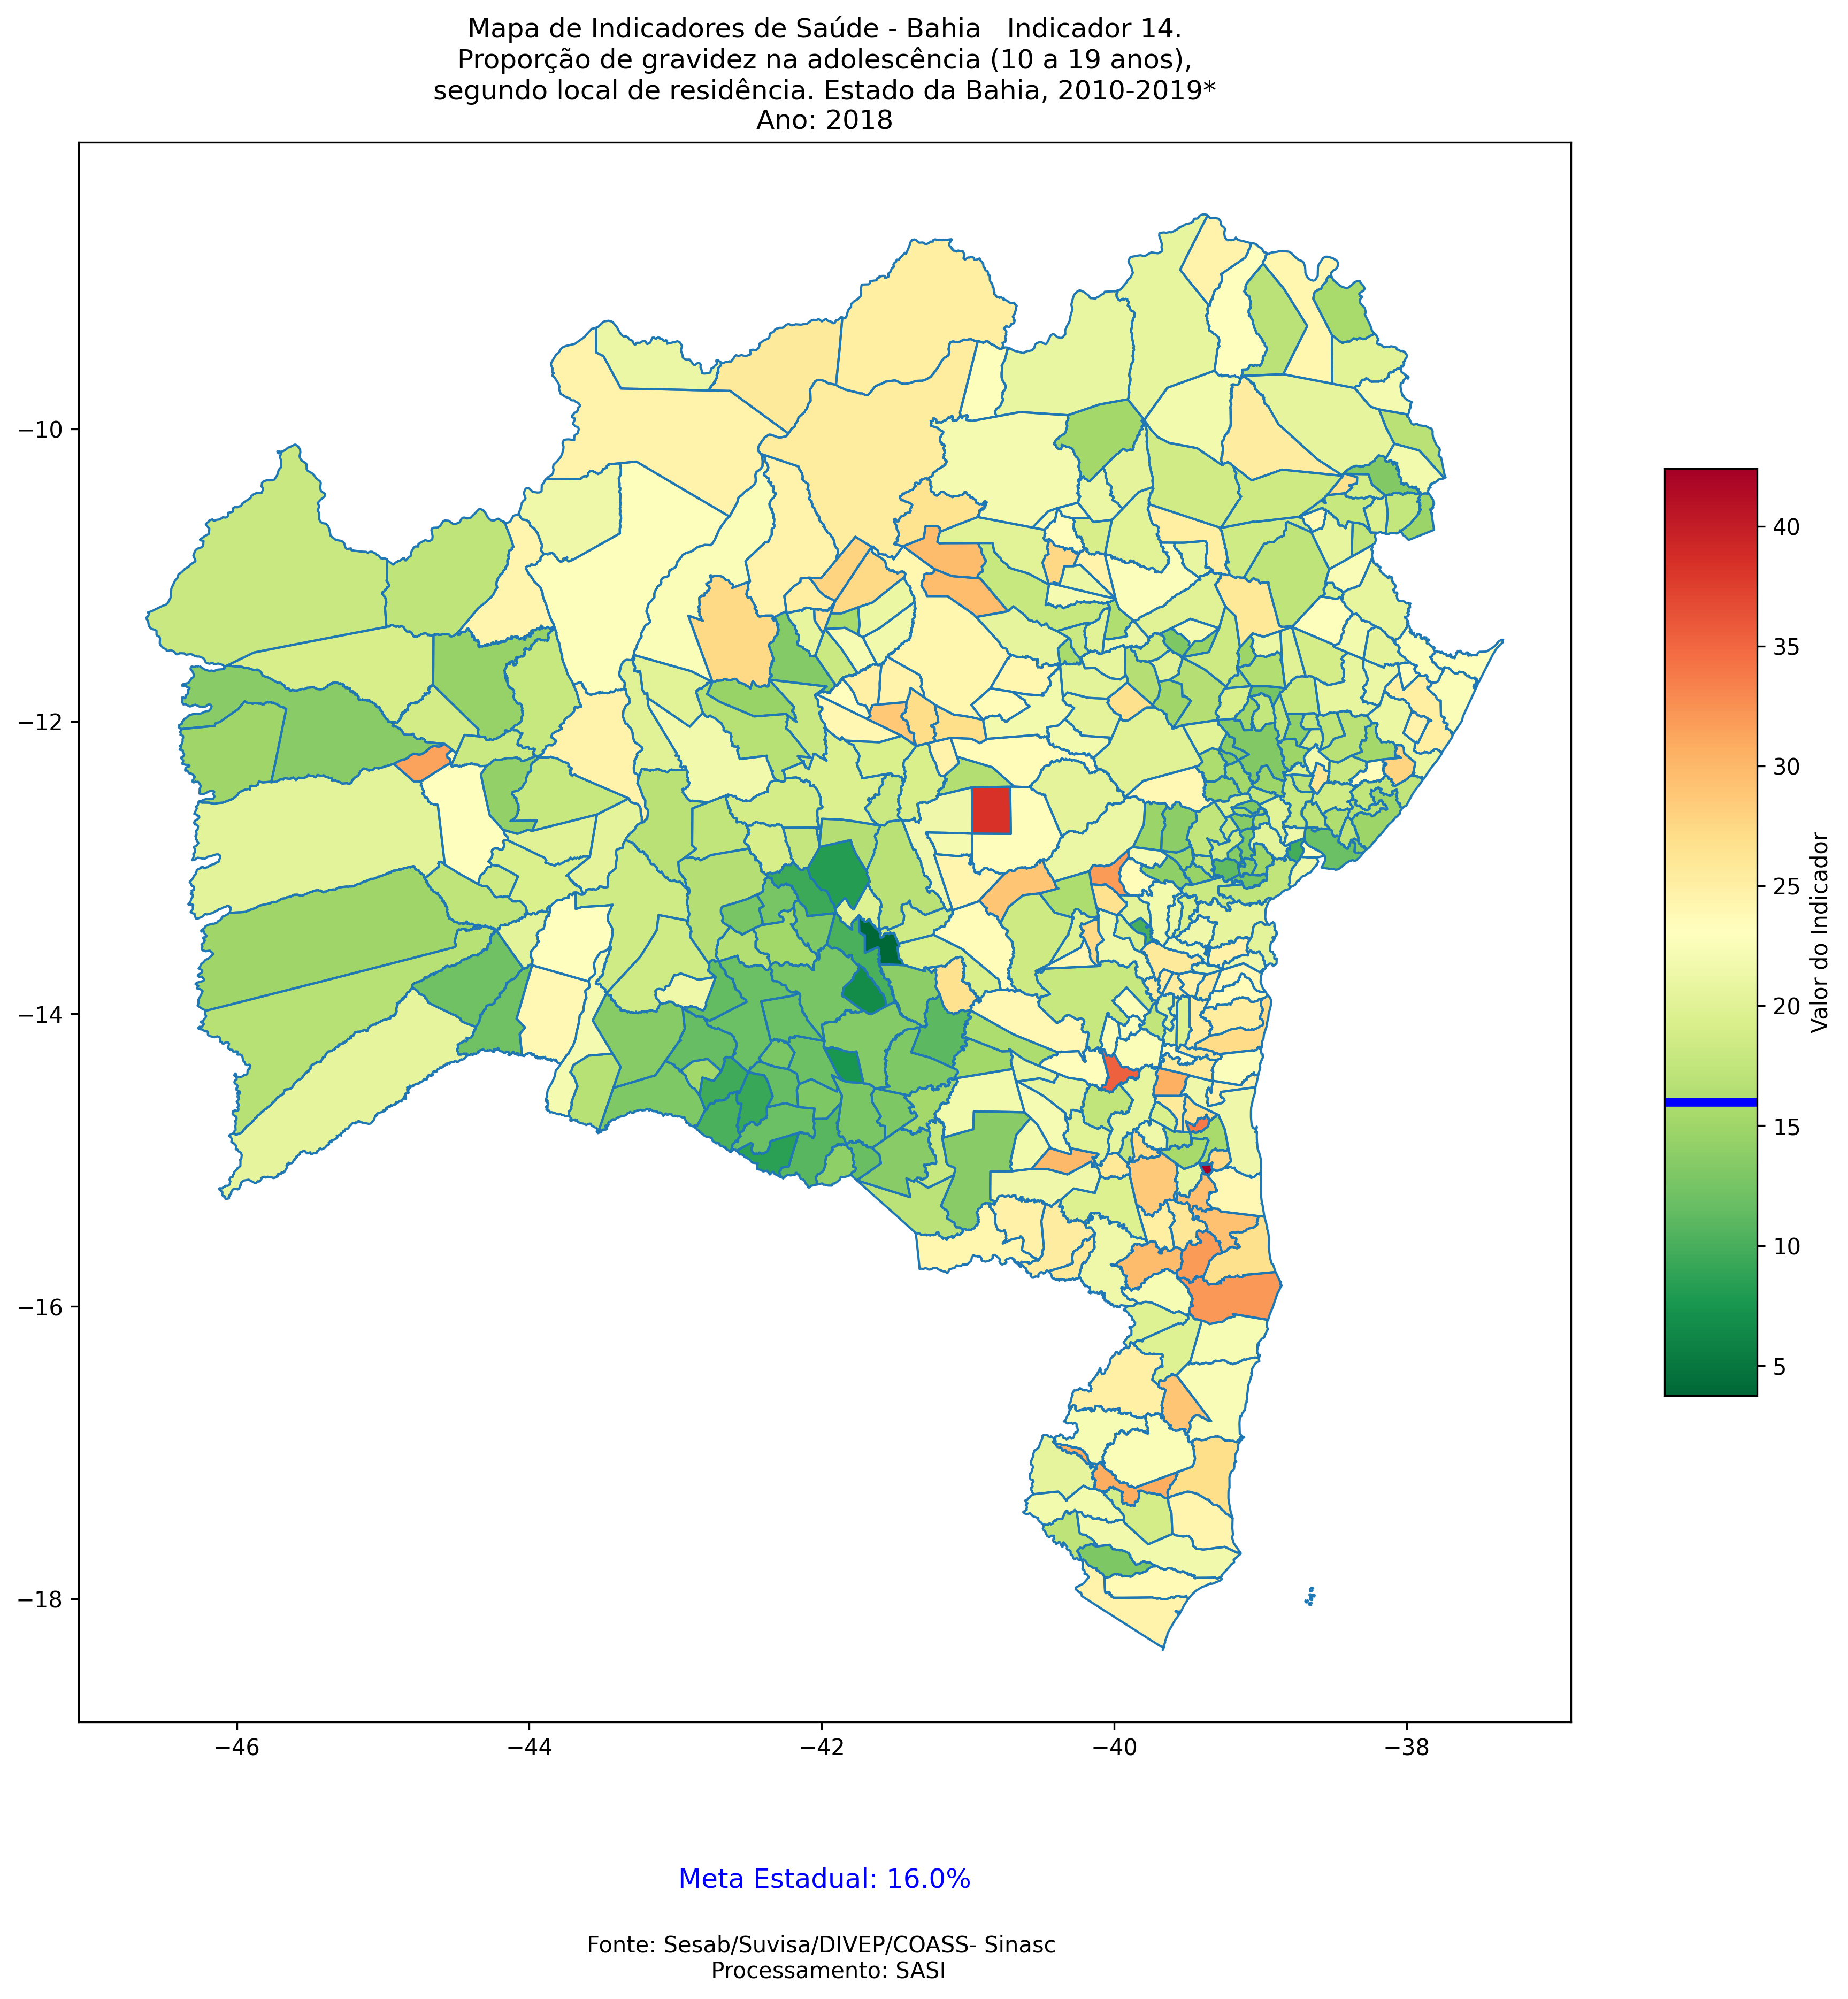 Mapa de Indicadores de Saúde - Bahia   Indicador 14.
Proporção de gravidez na adolescência (10 a 19 anos),
segundo local de residência. Estado da Bahia, 2010-2019*
Ano: 2018
−10
−12
−14
−16
−18
−46
−44
−42
−40
−38
40
35
30
25
20
15
10
5
Valor do Indicador
Meta Estadual: 16.0%
Fonte: Sesab/Suvisa/DIVEP/COASS- Sinasc
Processamento: SASI